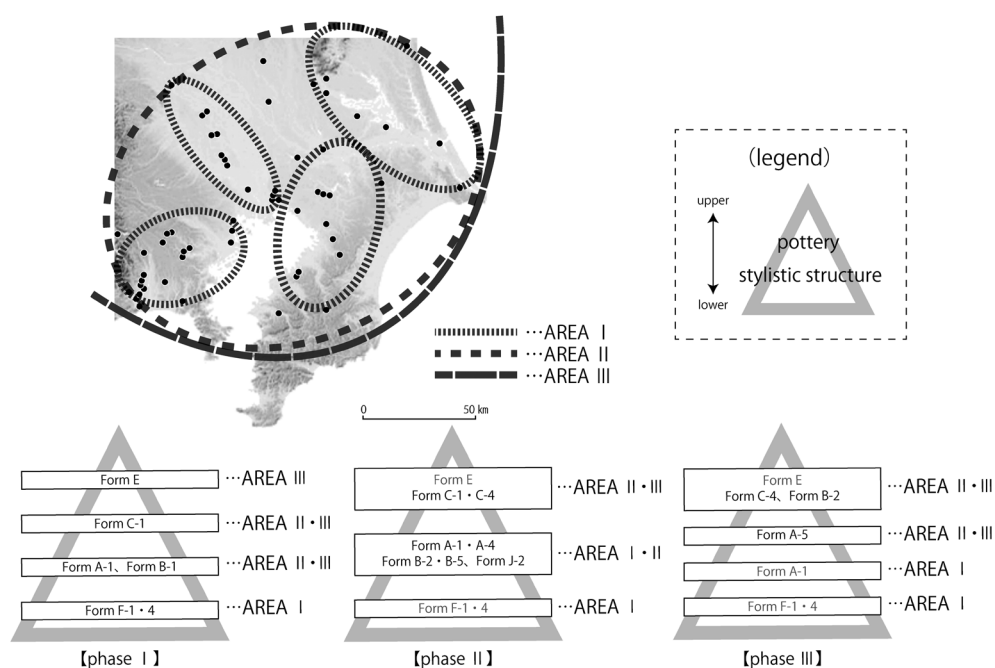 (legend)
upper
pottery
stylistic structure
lower
…AREA Ⅰ
…AREA Ⅱ
…AREA Ⅲ
0 50 km
Form E …AREA Ⅲ
Form C-1 …AREA Ⅱ・Ⅲ
Form A-1、Form B-1 …AREA Ⅱ・Ⅲ
Form F-1・4 …AREA Ⅰ
【phase Ⅰ】
Form E
Form C-1・C-4 …AREA Ⅱ・Ⅲ
Form A-1・A-4
Form B-2・B-5、Form J-2 …AREA Ⅰ・Ⅱ
Form F-1・4 …AREA Ⅰ
【phase Ⅱ】
Form E
Form C-4、Form B-2 …AREA Ⅱ・Ⅲ
Form A-5 …AREA Ⅱ・Ⅲ
Form A-1 …AREA Ⅰ
Form F-1・4 …AREA Ⅰ
【phase Ⅲ】